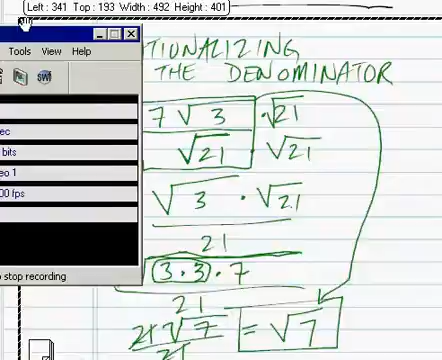 Left : 341 Top : 193 Width : 492 Height : 401
Tools View Help
SWF
ec
bits
eo 1
00 fps
stop recording
TIONALIZING
THE DENOMINATOR
7 √3 · √21
√21 √21
√3 · √21
21
(3·3)·7
21
21√7 = √7
21